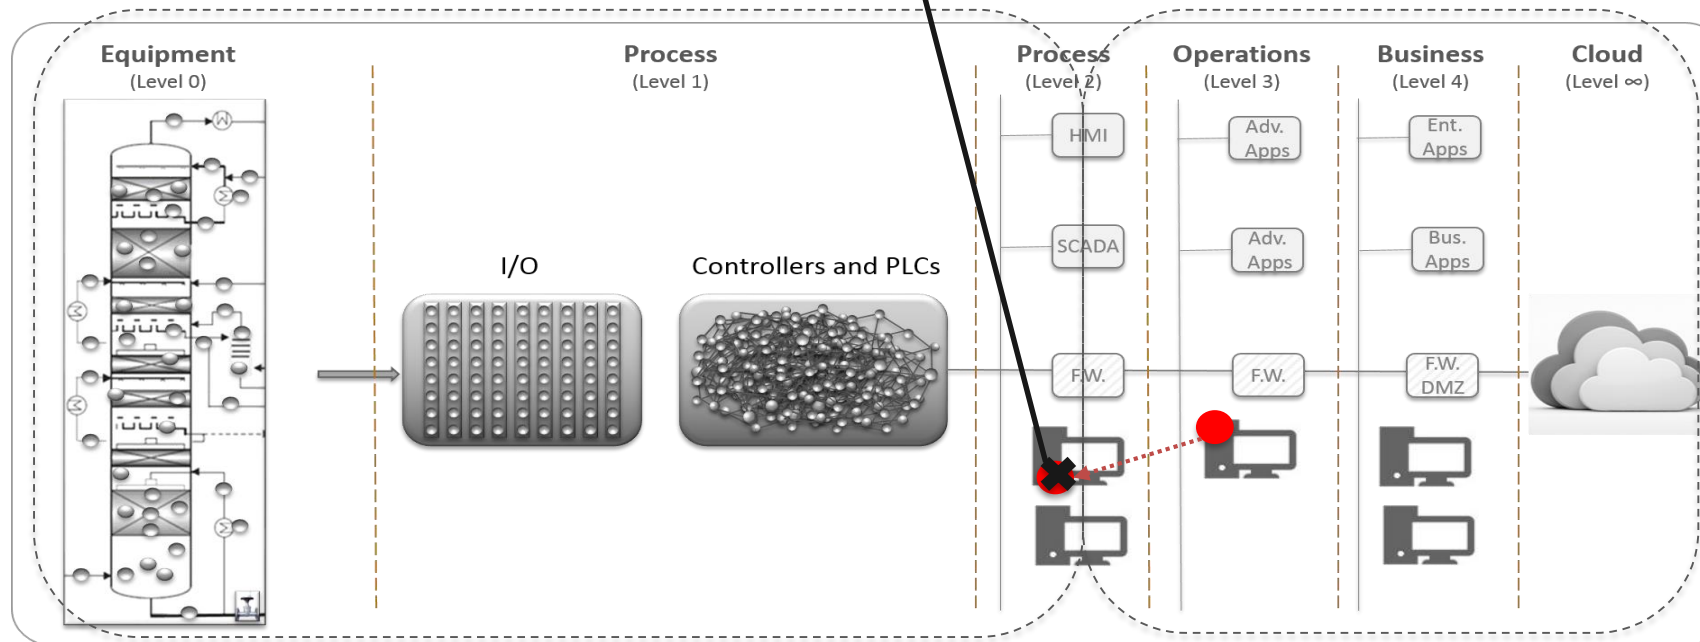 Equipment
(Level 0)
Process
(Level 1)
Process
(Level 2)
Operations
(Level 3)
Business
(Level 4)
Cloud
(Level ∞)
I/O
Controllers and PLCs
HMI
SCADA
F.W.
Adv.
Apps
Adv.
Apps
F.W.
Ent.
Apps
Bus.
Apps
F.W.
DMZ
M
M
M
M
M